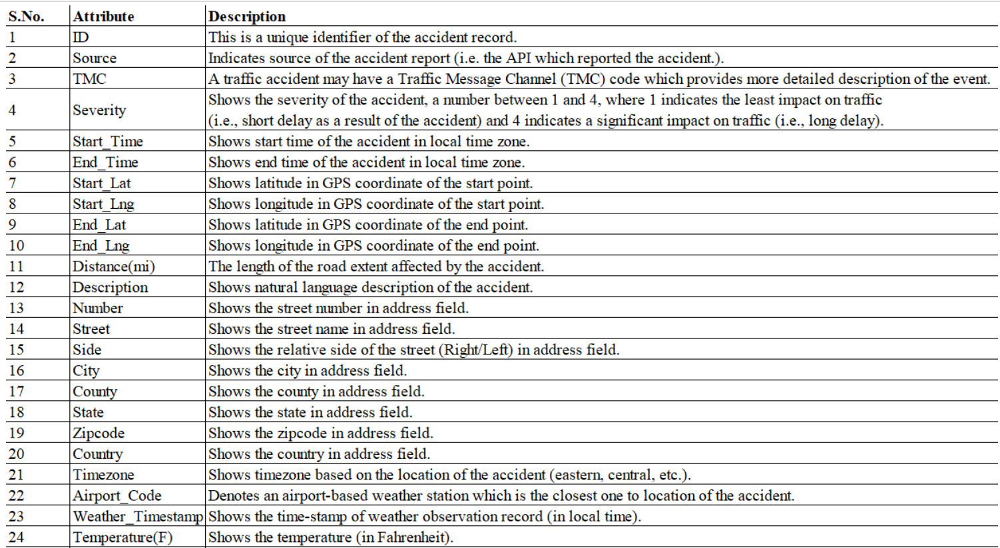 S.No. Attribute Description
1 ID This is a unique identifier of the accident record.
2 Source Indicates source of the accident report (i.e. the API which reported the accident.).
3 TMC A traffic accident may have a Traffic Message Channel (TMC) code which provides more detailed description of the event.
4 Severity Shows the severity of the accident, a number between 1 and 4, where 1 indicates the least impact on traffic
(i.e., short delay as a result of the accident) and 4 indicates a significant impact on traffic (i.e., long delay).
5 Start_Time Shows start time of the accident in local time zone.
6 End_Time Shows end time of the accident in local time zone.
7 Start_Lat Shows latitude in GPS coordinate of the start point.
8 Start_Lng Shows longitude in GPS coordinate of the start point.
9 End_Lat Shows latitude in GPS coordinate of the end point.
10 End_Lng Shows longitude in GPS coordinate of the end point.
11 Distance(mi) The length of the road extent affected by the accident.
12 Description Shows natural language description of the accident.
13 Number Shows the street number in address field.
14 Street Shows the street name in address field.
15 Side Shows the relative side of the street (Right/Left) in address field.
16 City Shows the city in address field.
17 County Shows the county in address field.
18 State Shows the state in address field.
19 Zipcode Shows the zipcode in address field.
20 Country Shows the country in address field.
21 Timezone Shows timezone based on the location of the accident (eastern, central, etc.).
22 Airport_Code Denotes an airport-based weather station which is the closest one to location of the accident.
23 Weather_Timestamp Shows the time-stamp of weather observation record (in local time).
24 Temperature(F) Shows the temperature (in Fahrenheit).